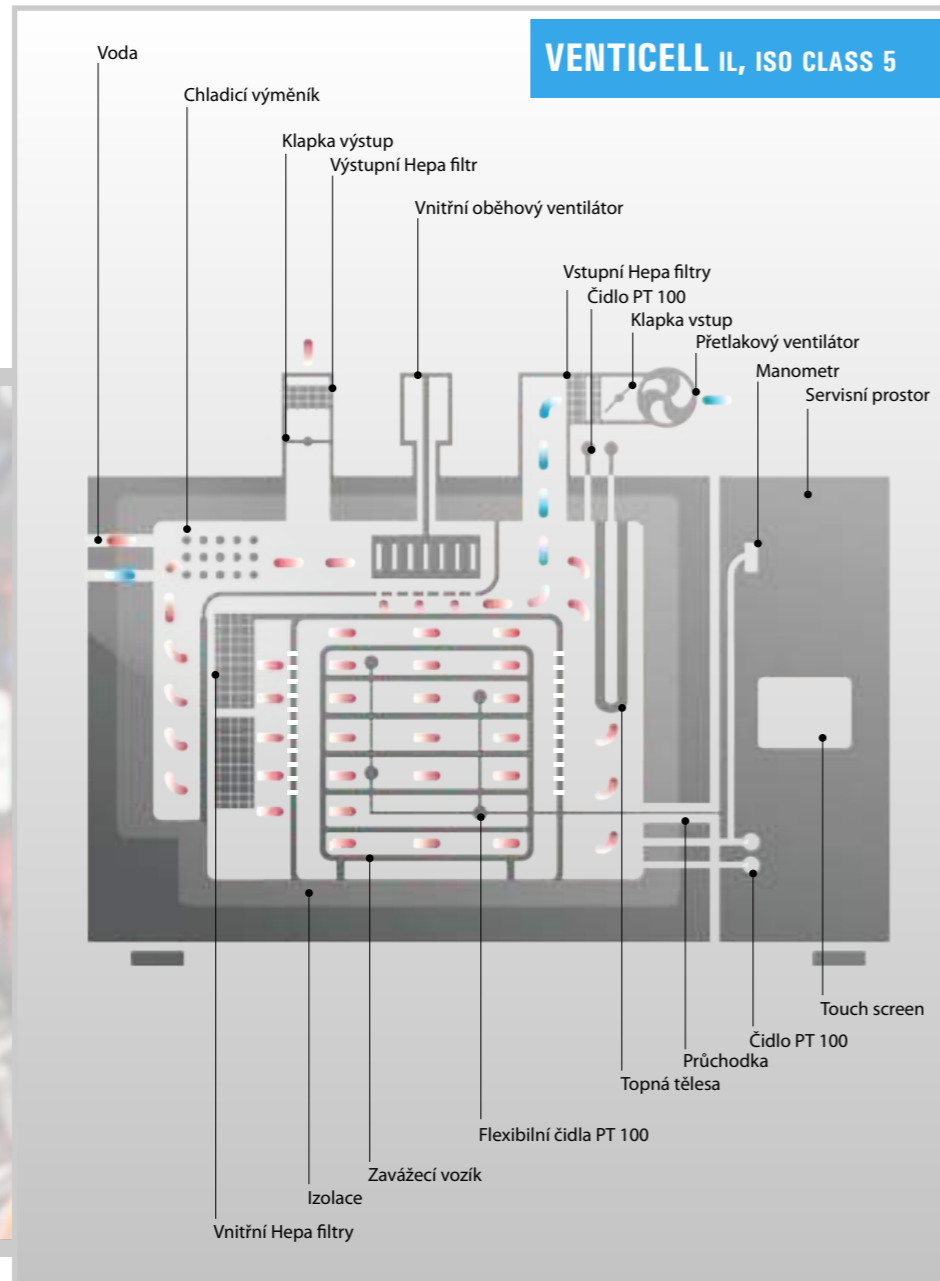 VENTICELL IL, ISO CLASS 5
Voda
Chladicí výměník
Klapka výstup
Výstupní Hepa filtr
Vnitřní oběhový ventilátor
Vstupní Hepa filtry
Čidlo PT 100
Klapka vstup
Přetlakový ventilátor
Manometr
Servisní prostor
Touch screen
Čidlo PT 100
Průchodka
Topná tělesa
Flexibilní čidla PT 100
Zavážecí vozík
Izolace
Vnitřní Hepa filtry